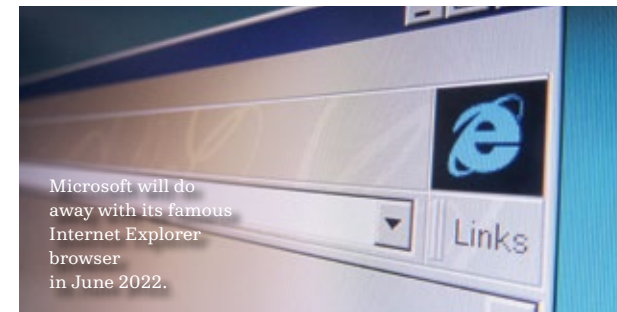 Microsoft will do
away with its famous
Internet Explorer
browser
in June 2022.
Links